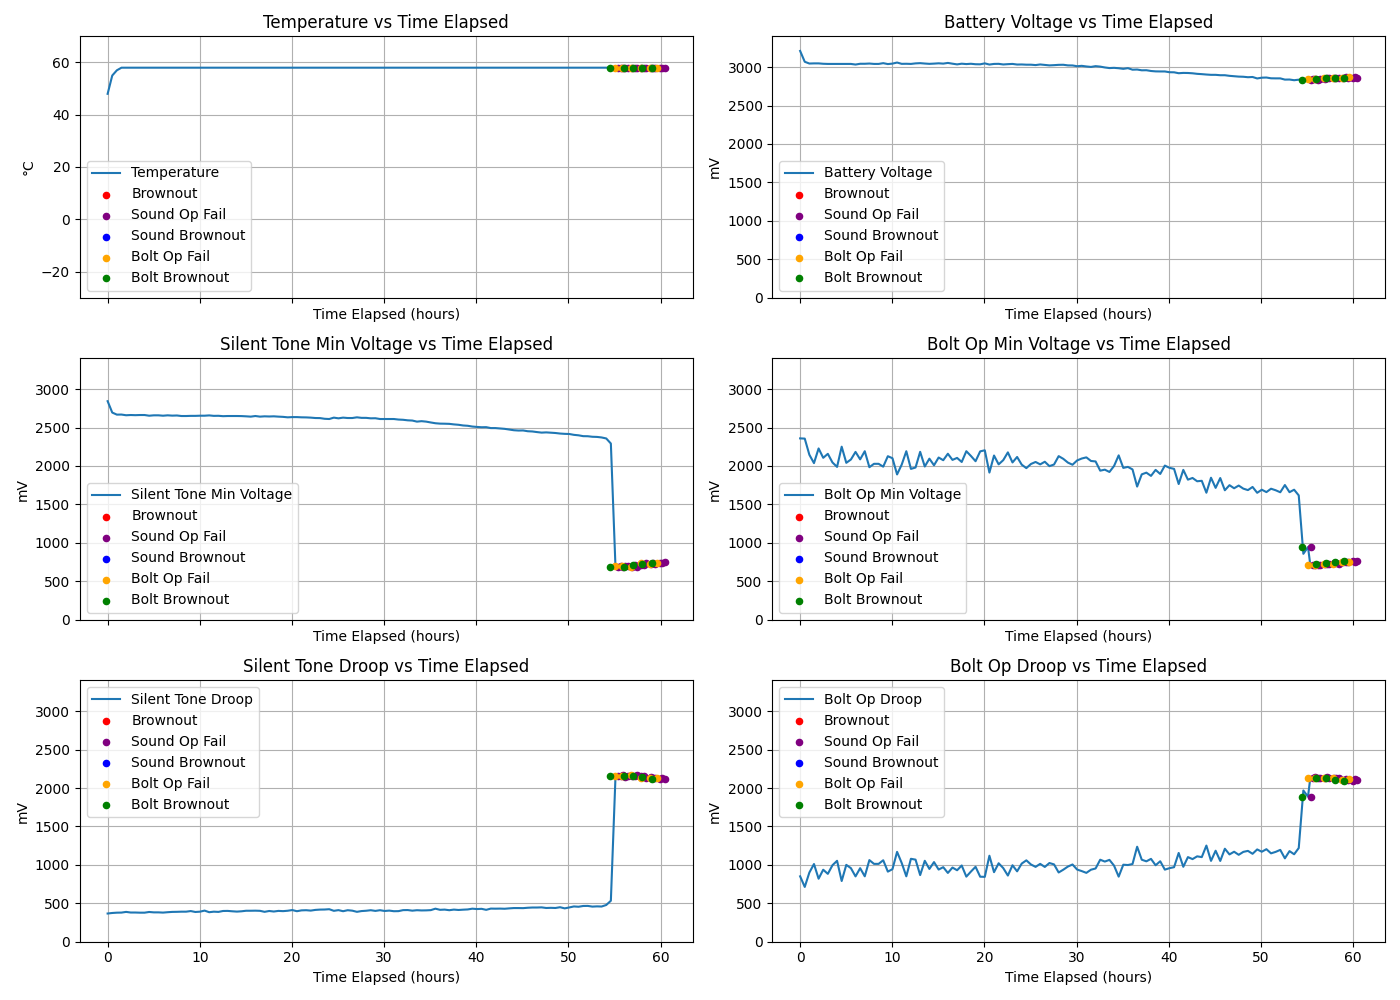 Temperature vs Time Elapsed
60
40
20
0
−20
°C
Temperature
Brownout
Sound Op Fail
Sound Brownout
Bolt Op Fail
Bolt Brownout
Time Elapsed (hours)
Battery Voltage vs Time Elapsed
3000
2500
2000
1500
1000
500
0
mV
Battery Voltage
Brownout
Sound Op Fail
Sound Brownout
Bolt Op Fail
Bolt Brownout
Time Elapsed (hours)
Silent Tone Min Voltage vs Time Elapsed
3000
2500
2000
1500
1000
500
0
mV
Silent Tone Min Voltage
Brownout
Sound Op Fail
Sound Brownout
Bolt Op Fail
Bolt Brownout
Time Elapsed (hours)
Bolt Op Min Voltage vs Time Elapsed
3000
2500
2000
1500
1000
500
0
mV
Bolt Op Min Voltage
Brownout
Sound Op Fail
Sound Brownout
Bolt Op Fail
Bolt Brownout
Time Elapsed (hours)
Silent Tone Droop vs Time Elapsed
3000
2500
2000
1500
1000
500
0
mV
Silent Tone Droop
Brownout
Sound Op Fail
Sound Brownout
Bolt Op Fail
Bolt Brownout
0 10 20 30 40 50 60
Time Elapsed (hours)
Bolt Op Droop vs Time Elapsed
3000
2500
2000
1500
1000
500
0
mV
Bolt Op Droop
Brownout
Sound Op Fail
Sound Brownout
Bolt Op Fail
Bolt Brownout
0 10 20 30 40 50 60
Time Elapsed (hours)